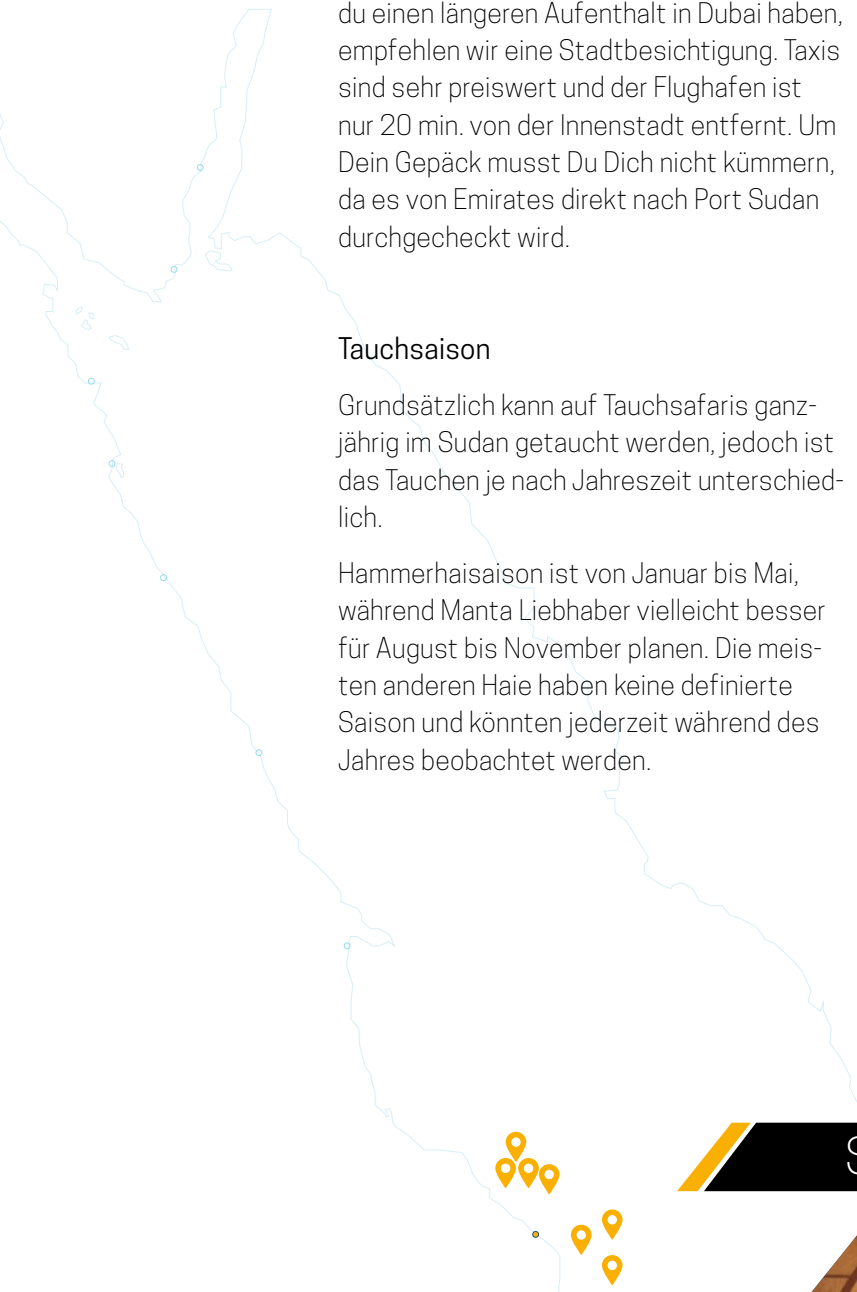 du einen längeren Aufenthalt in Dubai haben,
empfehlen wir eine Stadtbesichtigung. Taxis
sind sehr preiswert und der Flughafen ist
nur 20 min. von der Innenstadt entfernt. Um
Dein Gepäck musst Du Dich nicht kümmern,
da es von Emirates direkt nach Port Sudan
durchgecheckt wird.
Tauchsaison
Grundsätzlich kann auf Tauchsafaris ganz-
jährig im Sudan getaucht werden, jedoch ist
das Tauchen je nach Jahreszeit unterschied-
lich.
Hammerhaisaison ist von Januar bis Mai,
während Manta Liebhaber vielleicht besser
für August bis November planen. Die meis-
ten anderen Haie haben keine definierte
Saison und könnten jederzeit während des
Jahres beobachtet werden.